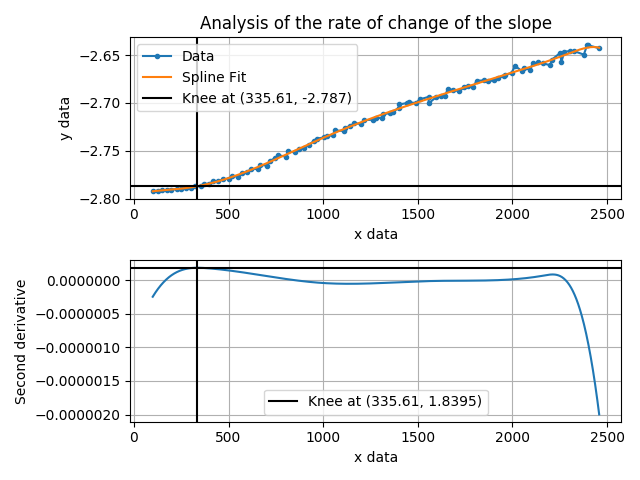 Analysis of the rate of change of the slope
Data
Spline Fit
Knee at (335.61, -2.787)
y data
−2.65
−2.70
−2.75
−2.80
0
500
1000
1500
2000
2500
x data
Second derivative
0.0000000
−0.0000005
−0.0000010
−0.0000015
−0.0000020
Knee at (335.61, 1.8395)
0
500
1000
1500
2000
2500
x data